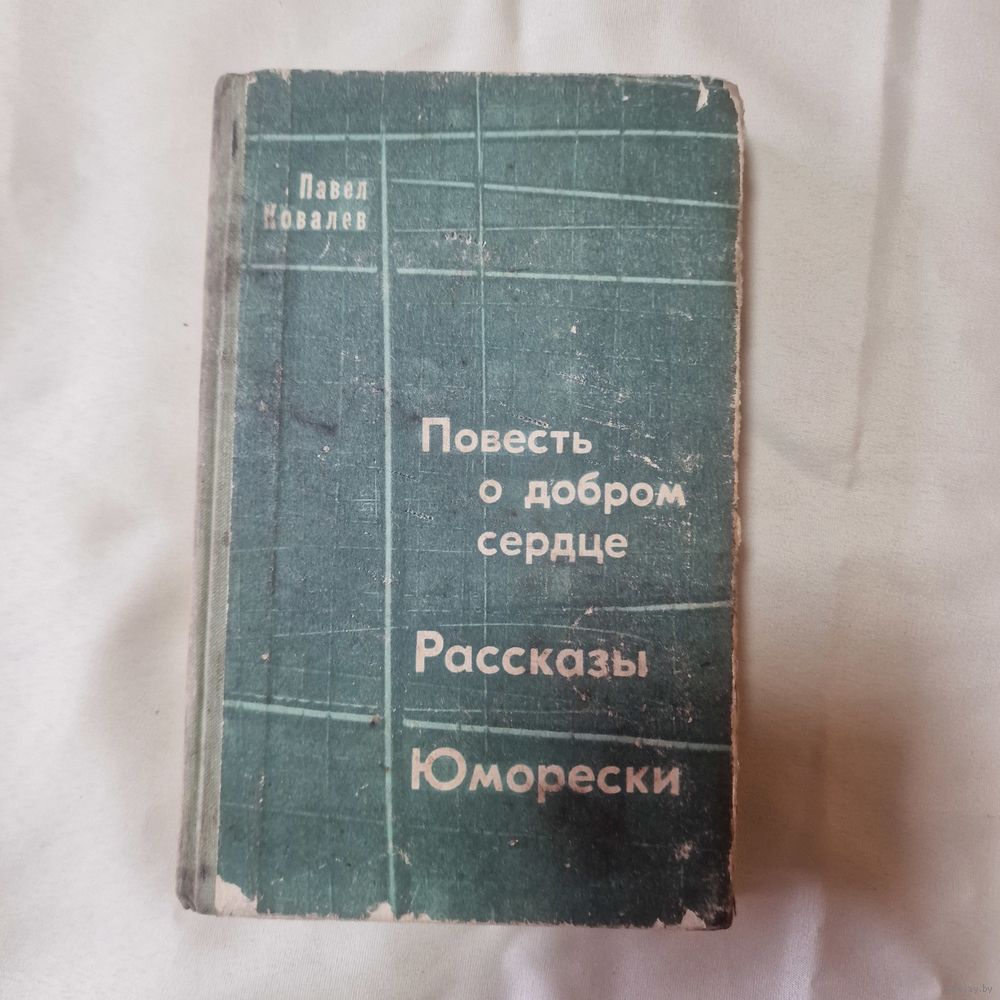 Павел
Ковалев
Повесть
о добром
сердце
Рассказы
Юморески